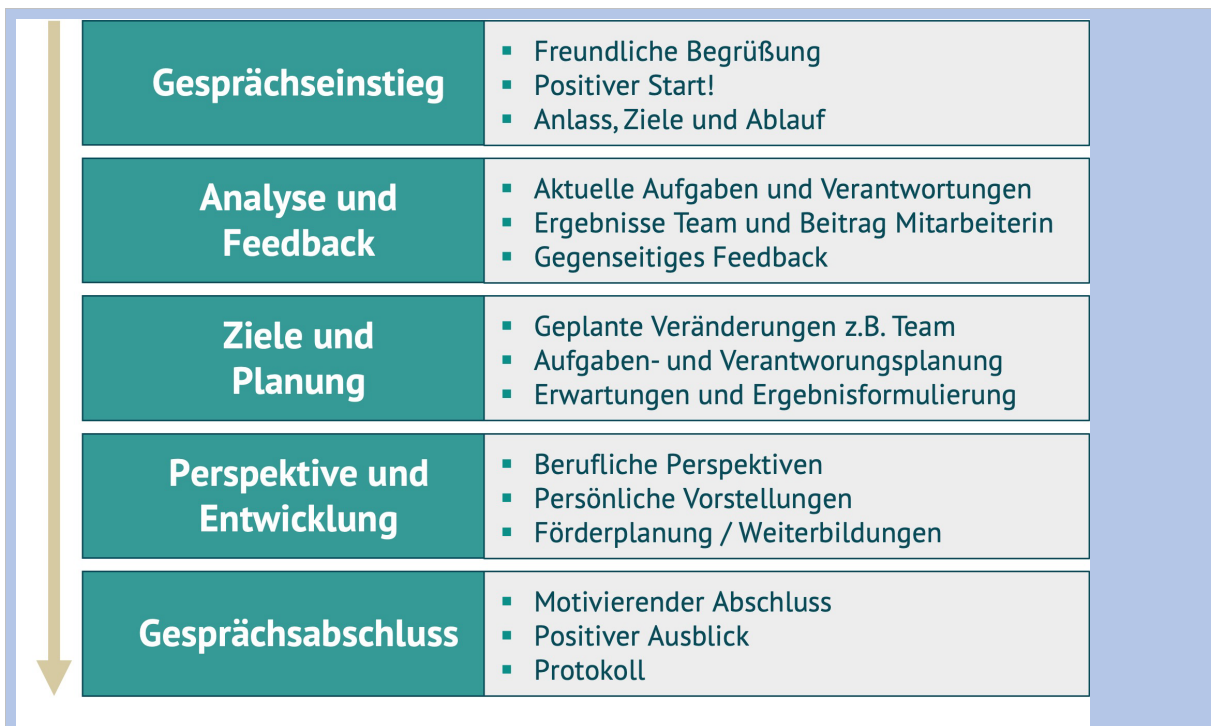 Gesprächseinstieg
▪ Freundliche Begrüßung
▪ Positiver Start!
▪ Anlass, Ziele und Ablauf
Analyse und
Feedback
▪ Aktuelle Aufgaben und Verantwortungen
▪ Ergebnisse Team und Beitrag Mitarbeiterin
▪ Gegenseitiges Feedback
Ziele und
Planung
▪ Geplante Veränderungen z.B. Team
▪ Aufgaben- und Verantworungsplanung
▪ Erwartungen und Ergebnisformulierung
Perspektive und
Entwicklung
▪ Berufliche Perspektiven
▪ Persönliche Vorstellungen
▪ Förderplanung / Weiterbildungen
Gesprächsabschluss
▪ Motivierender Abschluss
▪ Positiver Ausblick
▪ Protokoll